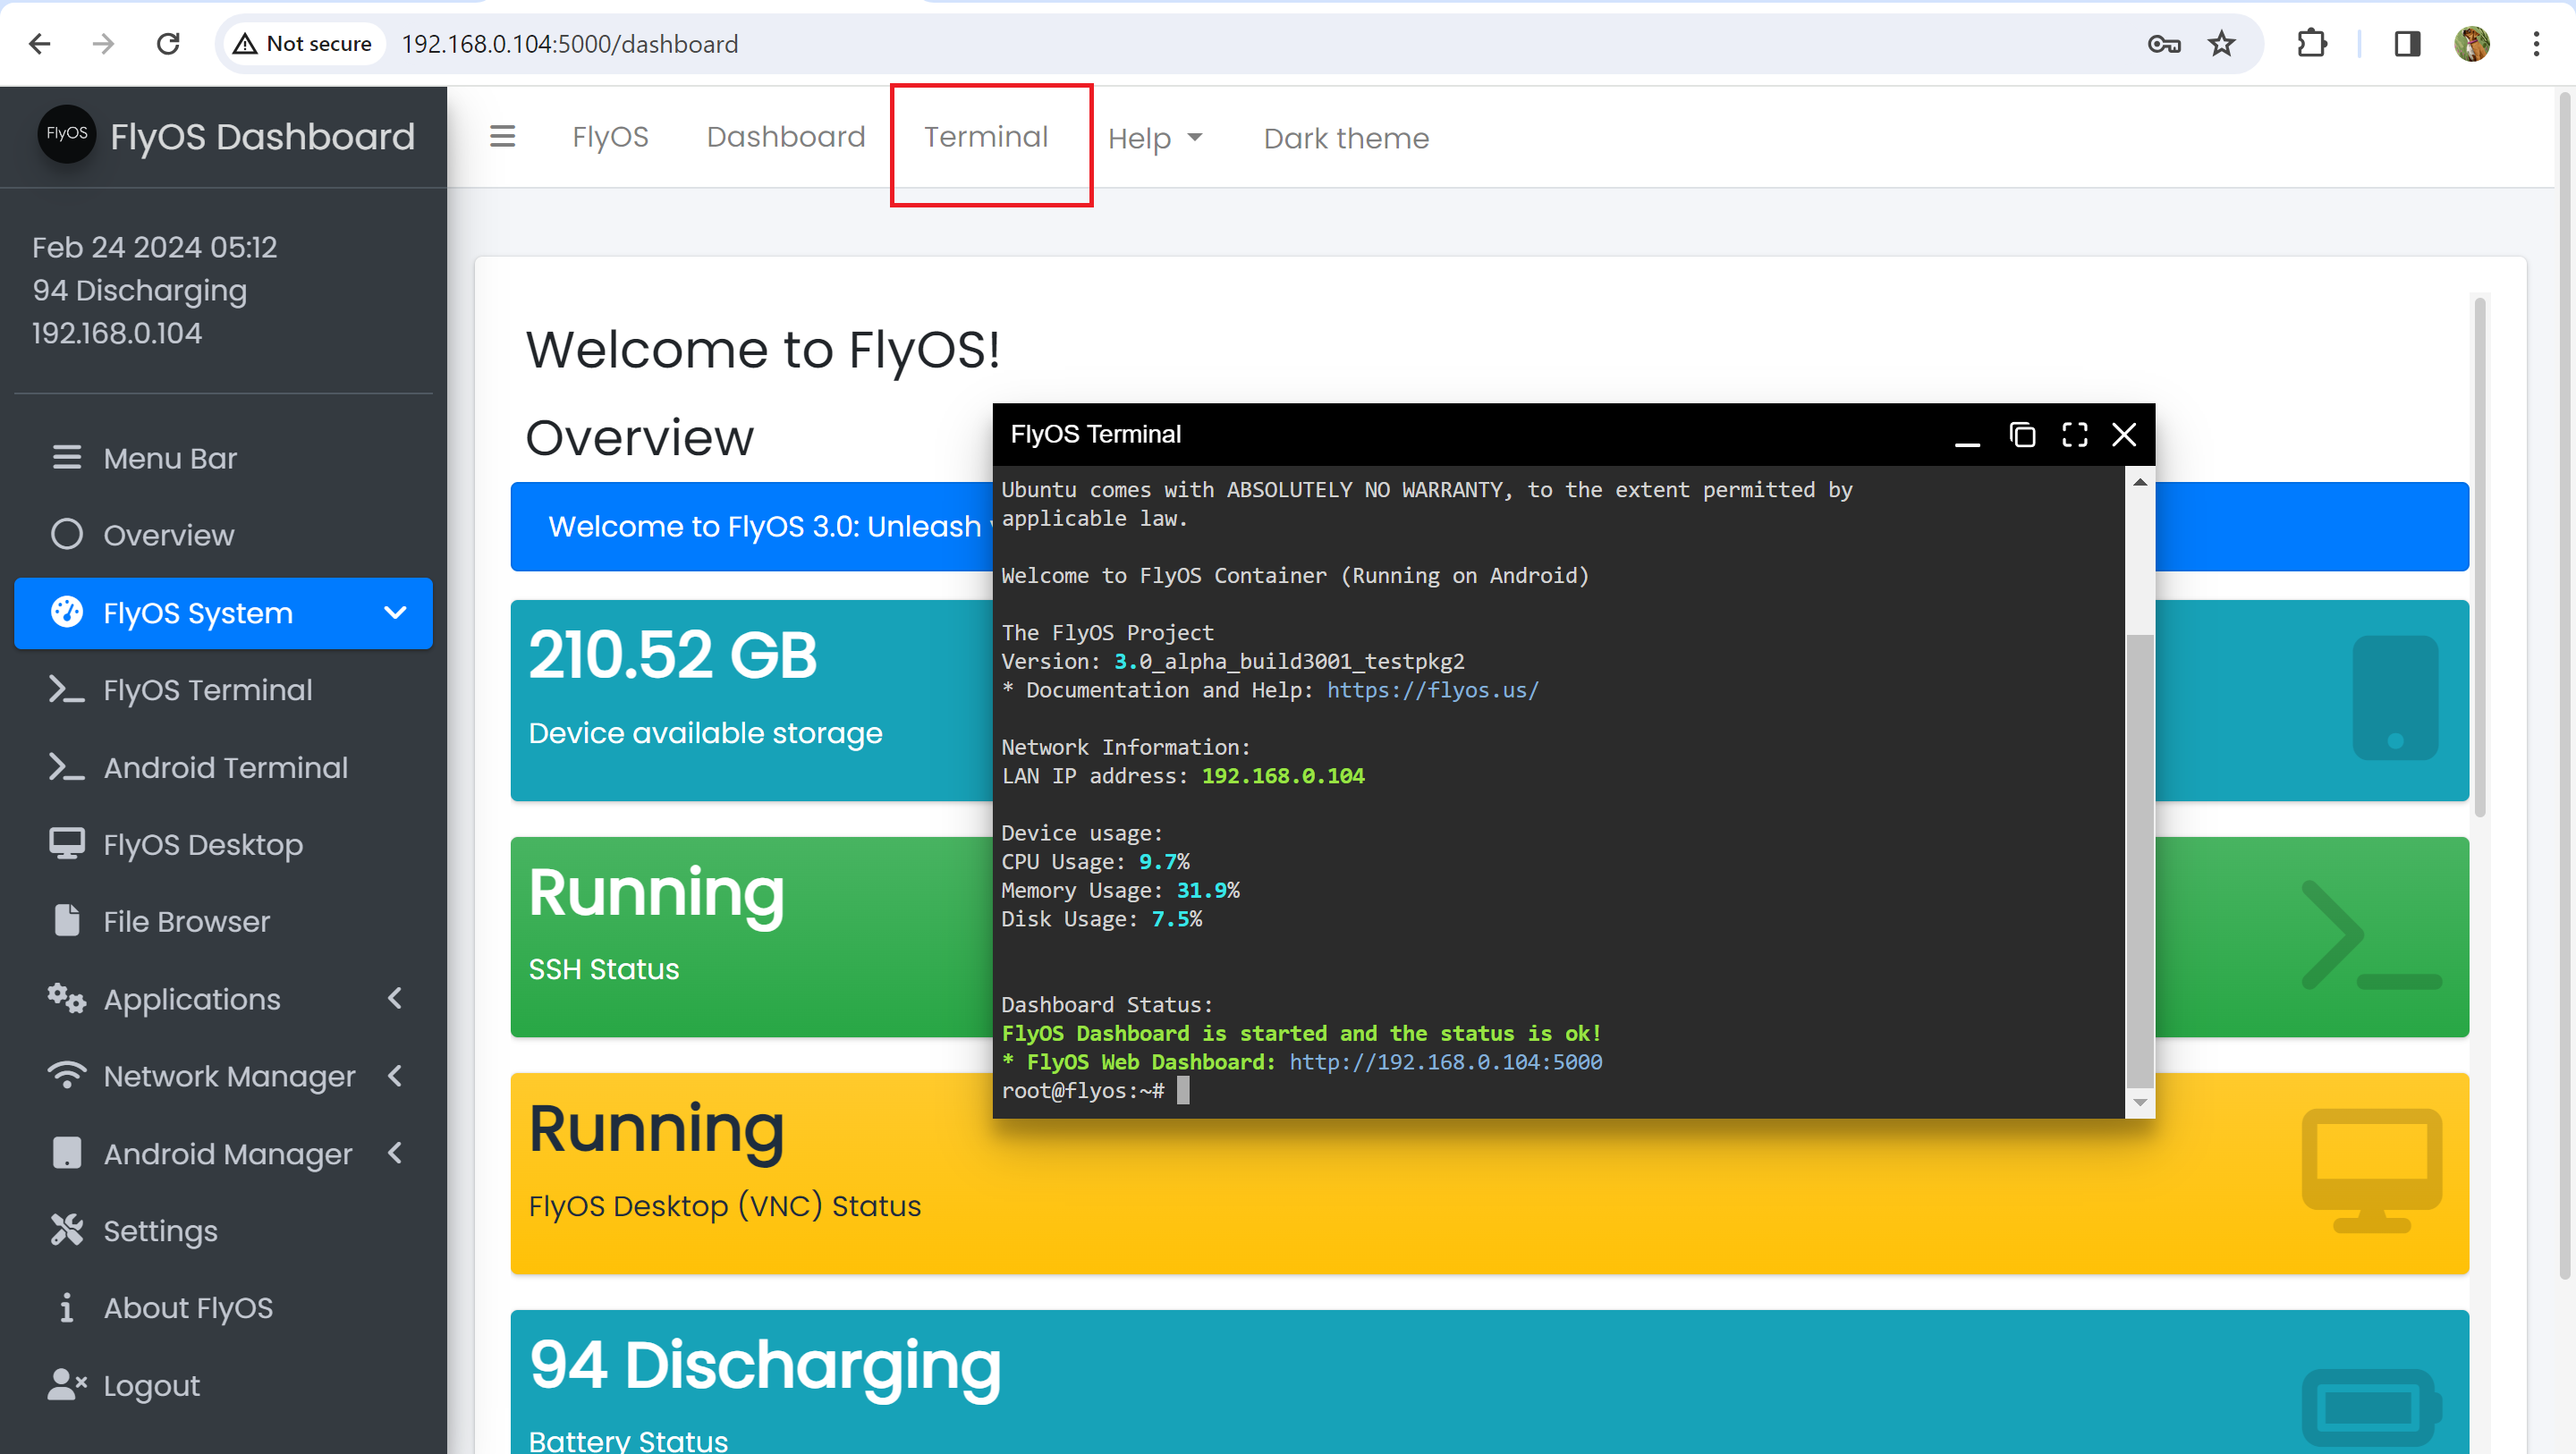 Not secure
192.168.0.104:5000/dashboard
FlyOS
FlyOS Dashboard
FlyOS
Dashboard
Terminal
Help
Dark theme
Feb 24 2024 05:12
94 Discharging
192.168.0.104
Menu Bar
Overview
FlyOS System
FlyOS Terminal
Android Terminal
FlyOS Desktop
File Browser
Applications
Network Manager
Android Manager
Settings
About FlyOS
Logout
Welcome to FlyOS!
Overview
Welcome to FlyOS 3.0: Unleash
210.52 GB
Device available storage
Running
SSH Status
Running
FlyOS Desktop (VNC) Status
94 Discharging
Battery Status
FlyOS Terminal
Ubuntu comes with ABSOLUTELY NO WARRANTY, to the extent permitted by
applicable law.
Welcome to FlyOS Container (Running on Android)
The FlyOS Project
Version: 3.0_alpha_build3001_testpkg2
* Documentation and Help: https://flyos.us/
Network Information:
LAN IP address: 192.168.0.104
Device usage:
CPU Usage: 9.7%
Memory Usage: 31.9%
Disk Usage: 7.5%
Dashboard Status:
FlyOS Dashboard is started and the status is ok!
* FlyOS Web Dashboard: http://192.168.0.104:5000
root@flyos:~#